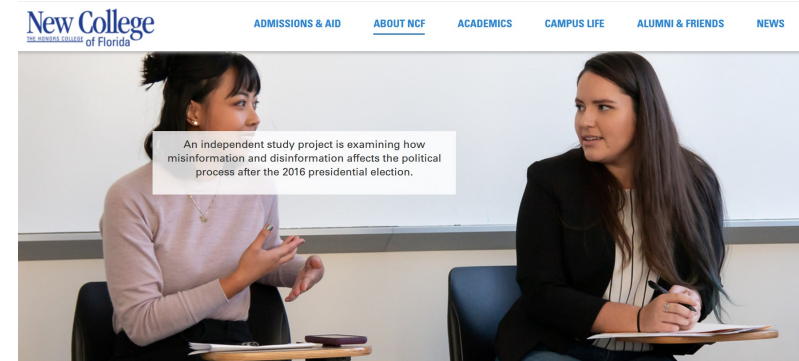 New College
THE HONORS COLLEGE of Florida
ADMISSIONS & AID ABOUT NCF ACADEMICS CAMPUS LIFE ALUMNI & FRIENDS NEWS
An independent study project is examining how
misinformation and disinformation affects the political
process after the 2016 presidential election.